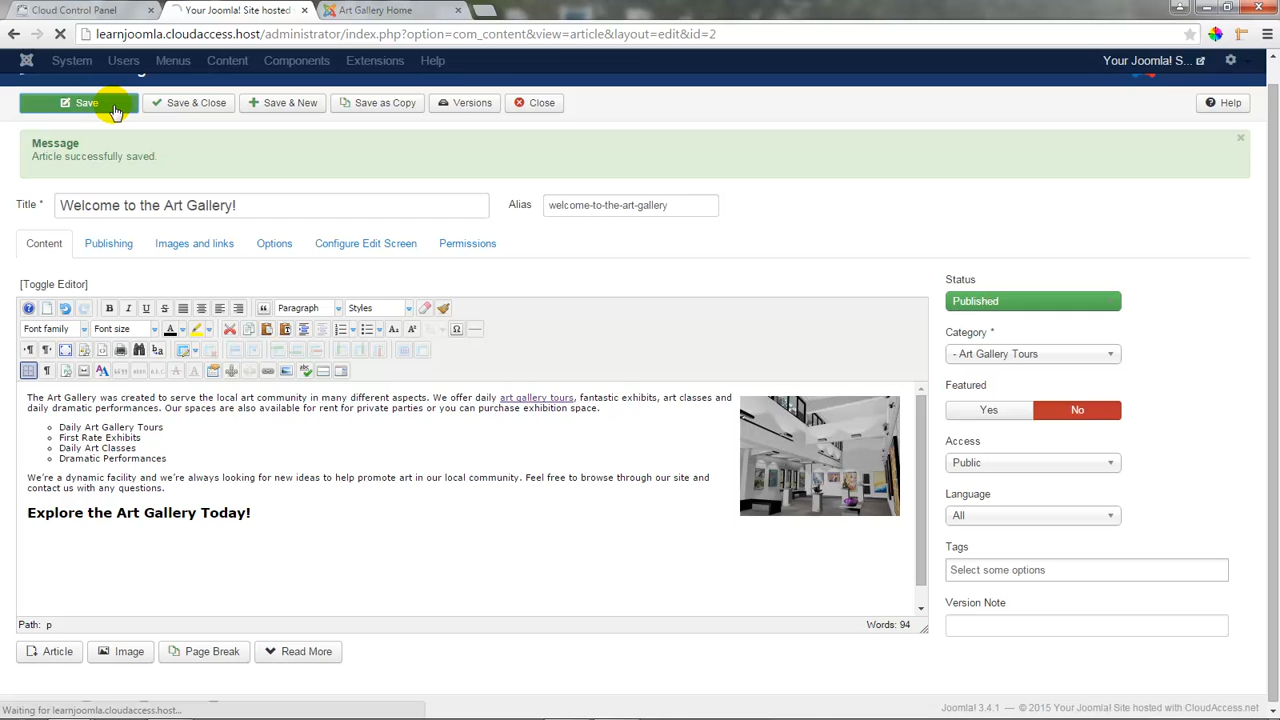 Cloud Control Panel
Your Joomla! Site hosted
Art Gallery Home
learnjoomla.cloudaccess.host/administrator/index.php?option=com_content&view=article&layout=edit&id=2
System Users Menus Content Components Extensions Help
Your Joomla! S...
Save
Save & Close
Save & New
Save as Copy
Versions
Close
Help
Message
Article successfully saved.
Title *
Welcome to the Art Gallery!
Alias
welcome-to-the-art-gallery
Content Publishing Images and links Options Configure Edit Screen Permissions
[Toggle Editor]
Paragraph
Styles
Font family
Font size
The Art Gallery was created to serve the local art community in many different aspects. We offer daily art gallery tours, fantastic exhibits, art classes and
daily dramatic performances. Our spaces are also available for rent for private parties or you can purchase exhibition space.
Daily Art Gallery Tours
First Rate Exhibits
Daily Art Classes
Dramatic Performances
We're a dynamic facility and we're always looking for new ideas to help promote art in our local community. Feel free to browse through our site and
contact us with any questions.
Explore the Art Gallery Today!
Path: p
Words: 94
Article
Image
Page Break
Read More
Status
Published
Category *
- Art Gallery Tours
Featured
Yes
No
Access
Public
Language
All
Tags
Select some options
Version Note
Waiting for learnjoomla.cloudaccess.host...
Joomla! 3.4.1 — © 2015 Your Joomla! Site hosted with CloudAccess.net